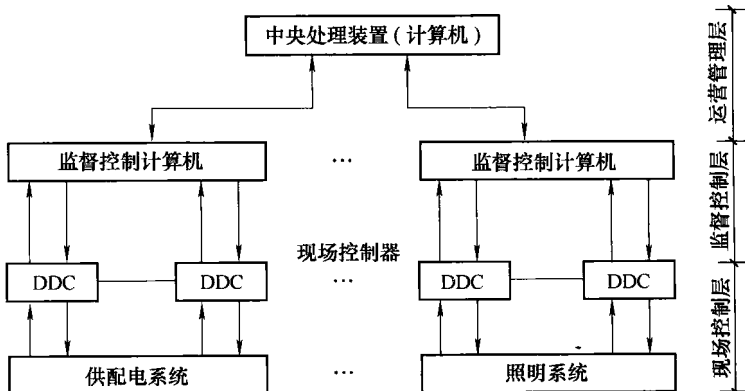 中央处理装置(计算机)
运营管理层
监督控制计算机
…
监督控制计算机
监督控制层
现场控制器
DDC
DDC
…
DDC
DDC
现场控制层
供配电系统
…
照明系统